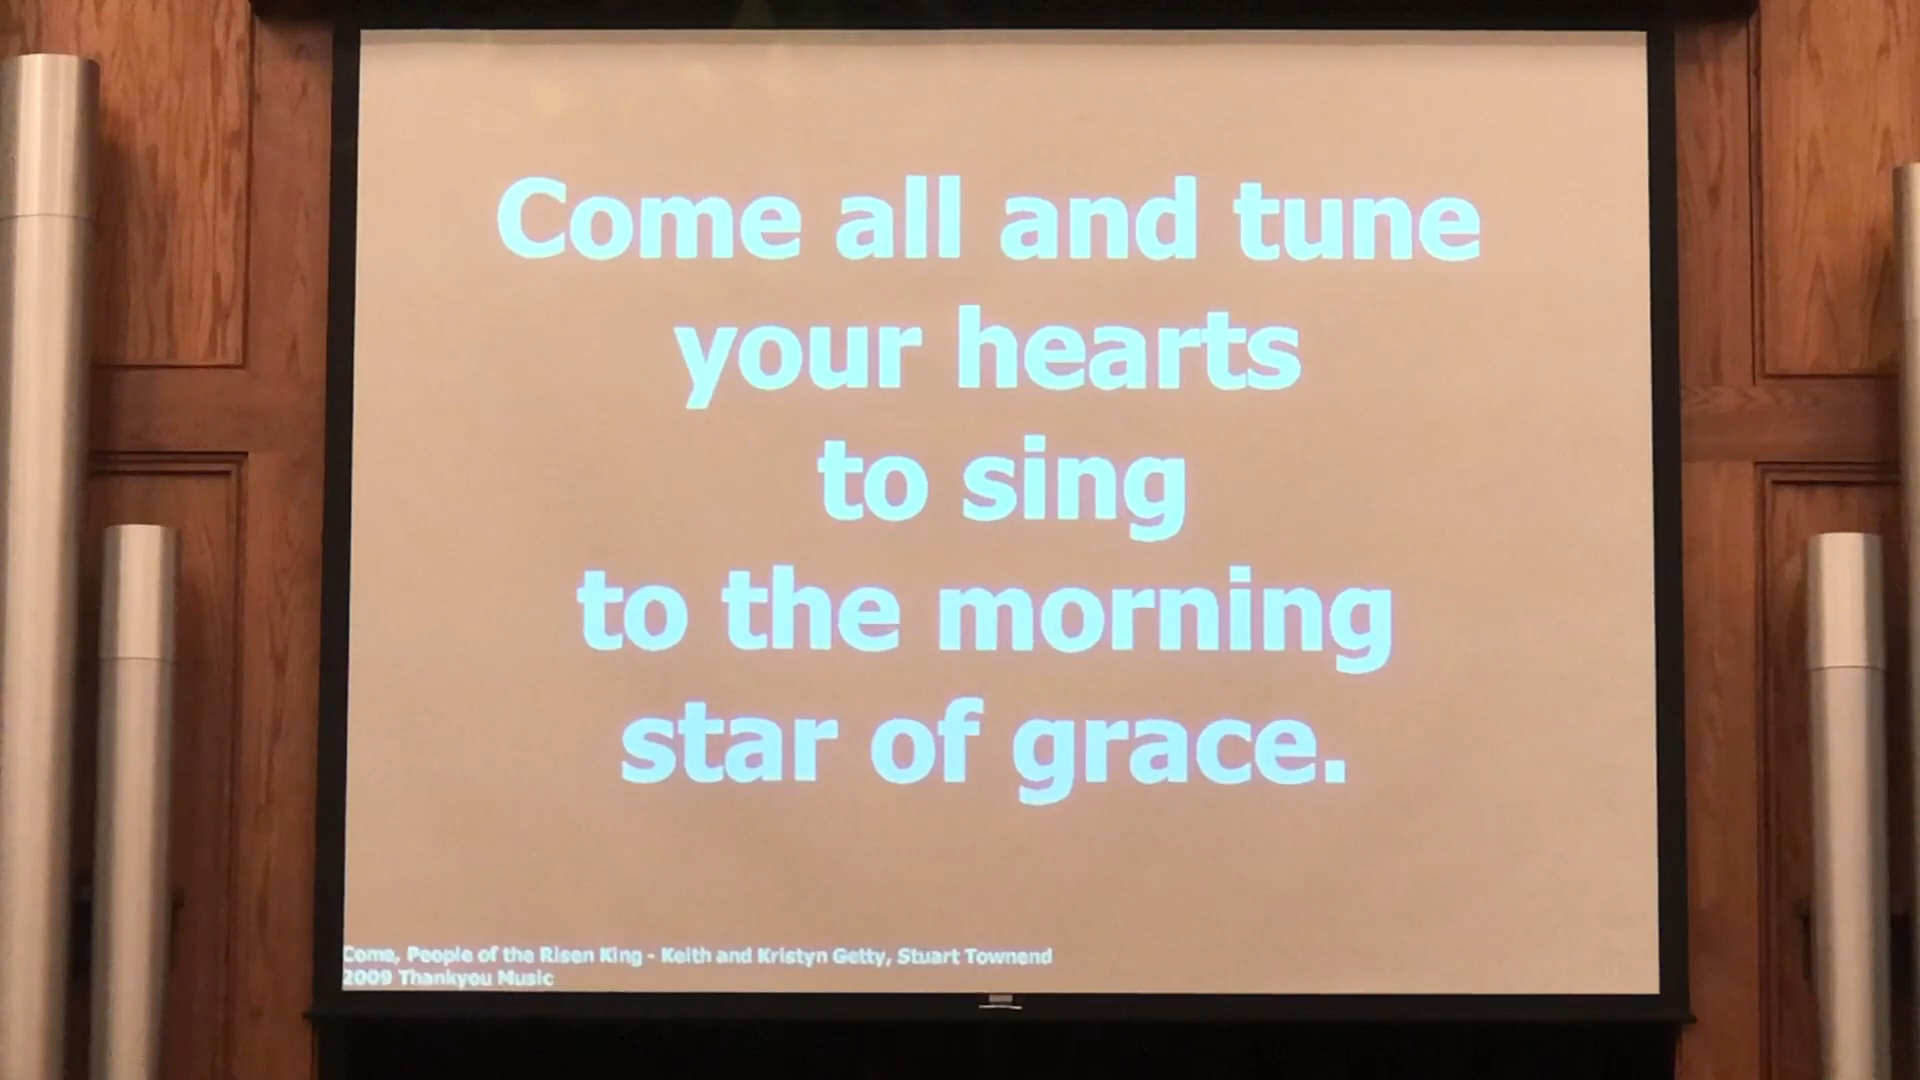 Come all and tune
your hearts
to sing
to the morning
star of grace.
Come, People of the Risen King - Keith and Kristyn Getty, Stuart Townend
2009 Thankyou Music